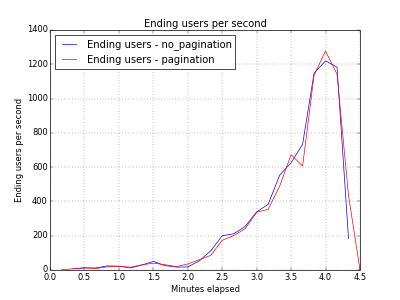 Ending users per second
1400
1200
1000
800
600
400
200
0
Ending users per second
Ending users - no_pagination
Ending users - pagination
0.0 0.5 1.0 1.5 2.0 2.5 3.0 3.5 4.0 4.5
Minutes elapsed